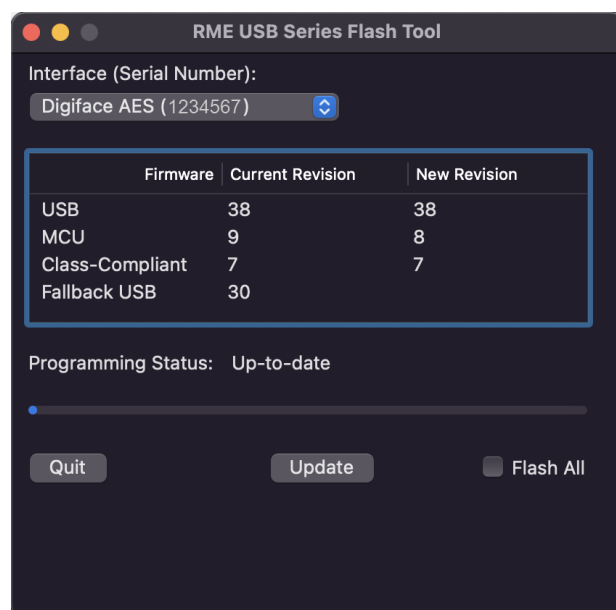 RME USB Series Flash Tool
Interface (Serial Number):
Digiface AES (1234567)
Firmware Current Revision New Revision
USB 38 38
MCU 9 8
Class-Compliant 7 7
Fallback USB 30
Programming Status: Up-to-date
Quit Update Flash All